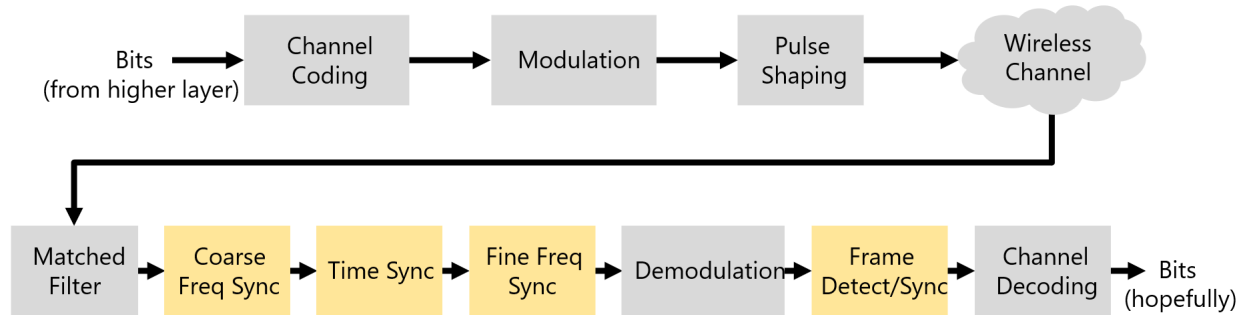 Bits
(from higher layer)
Channel
Coding
Modulation
Pulse
Shaping
Wireless
Channel
Matched
Filter
Coarse
Freq Sync
Time Sync
Fine Freq
Sync
Demodulation
Frame
Detect/Sync
Channel
Decoding
Bits
(hopefully)